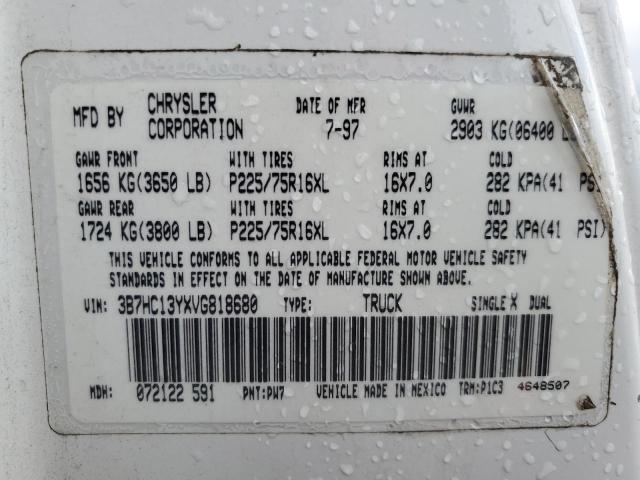 MFD BY CHRYSLER CORPORATION DATE OF MFR 7-97 GVWR 2903 KG(06400
GAWR FRONT WITH TIRES RIMS AT COLD
1656 KG(3650 LB) P225/75R16XL 16X7.0 282 KPA(41 PSI
GAWR REAR WITH TIRES RIMS AT COLD
1724 KG(3800 LB) P225/75R16XL 16X7.0 282 KPA(41 PSI)
THIS VEHICLE CONFORMS TO ALL APPLICABLE FEDERAL MOTOR VEHICLE SAFETY
STANDARDS IN EFFECT ON THE DATE OF MANUFACTURE SHOWN ABOVE.
VIN: 3B7HC13YXVG818680 TYPE: TRUCK SINGLE X DUAL
MDH: 072122 591 PNT:PW7 VEHICLE MADE IN MEXICO TRM:P1C3 4648507